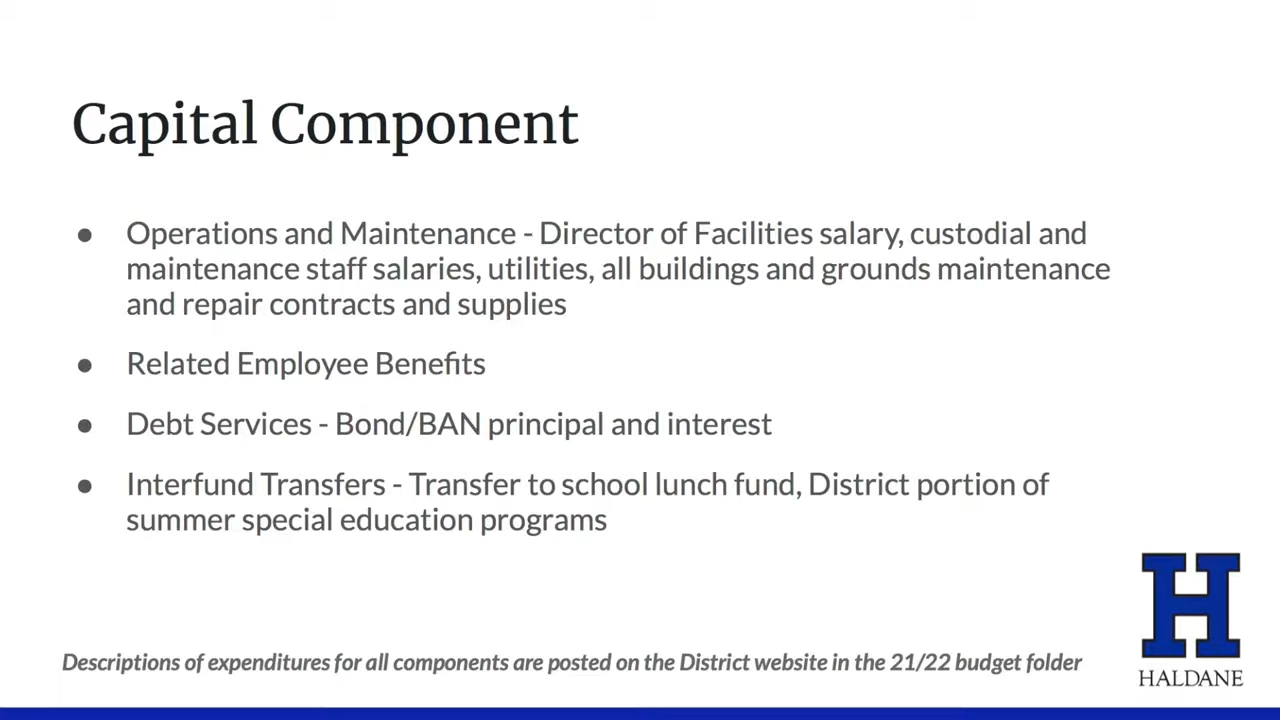 Capital Component
● Operations and Maintenance - Director of Facilities salary, custodial and
maintenance staff salaries, utilities, all buildings and grounds maintenance
and repair contracts and supplies
● Related Employee Benefits
● Debt Services - Bond/BAN principal and interest
● Interfund Transfers - Transfer to school lunch fund, District portion of
summer special education programs
H
HALDANE
Descriptions of expenditures for all components are posted on the District website in the 21/22 budget folder